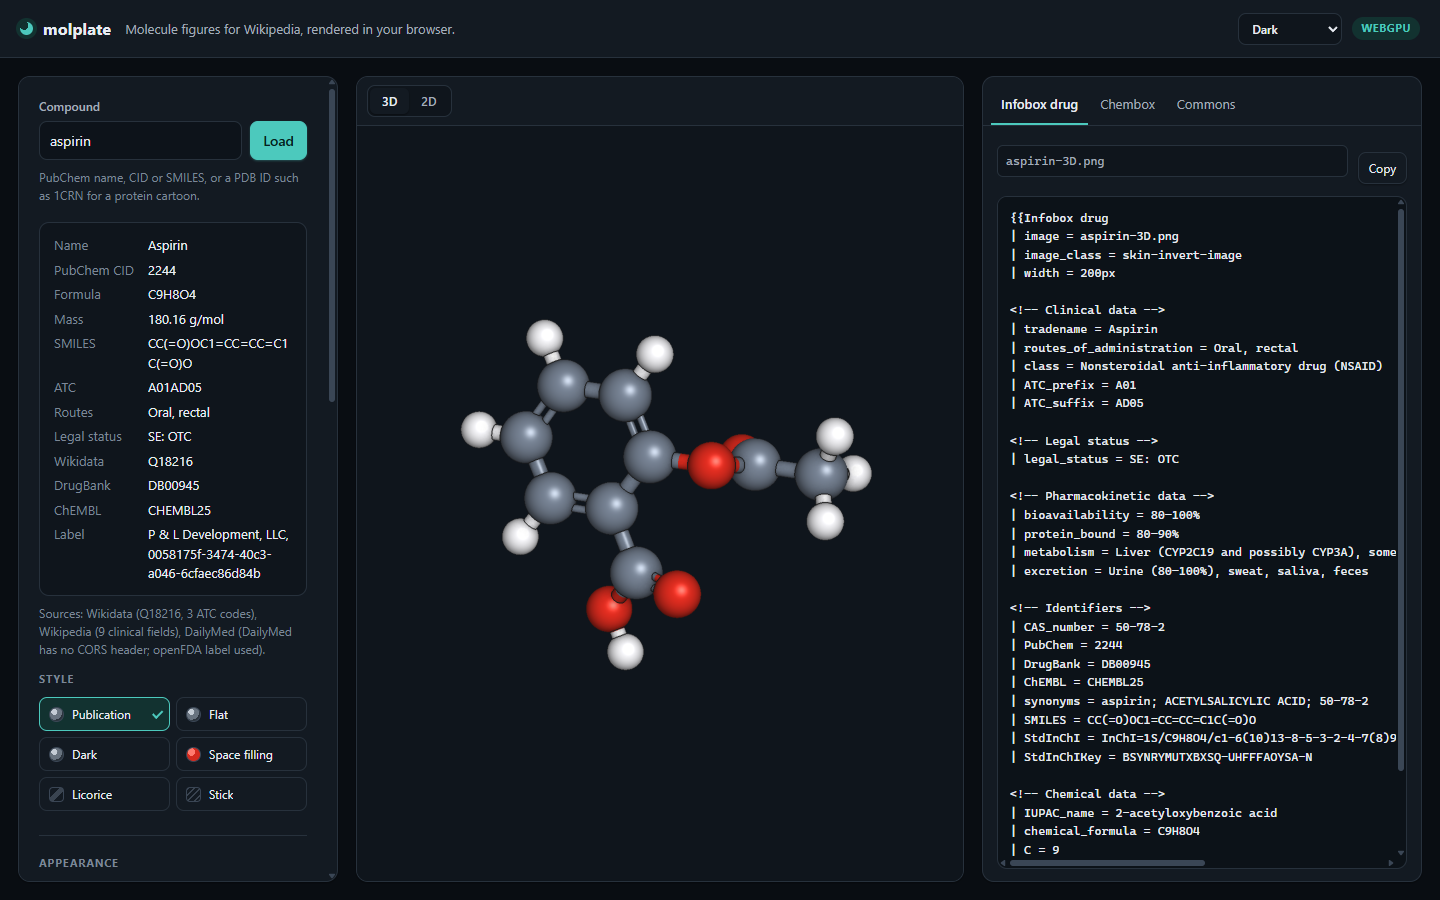 molplate
Molecule figures for Wikipedia, rendered in your browser.
Dark
WEBGPU
Compound
aspirin
Load
PubChem name, CID or SMILES, or a PDB ID such
as 1CRN for a protein cartoon.
Name Aspirin
PubChem CID 2244
Formula C9H8O4
Mass 180.16 g/mol
SMILES CC(=O)OC1=CC=CC=C1
C(=O)O
ATC A01AD05
Routes Oral, rectal
Legal status SE: OTC
Wikidata Q18216
DrugBank DB00945
ChEMBL CHEMBL25
Label P & L Development, LLC,
0058175f-3474-40c3-
a046-6cfaec86d84b
Sources: Wikidata (Q18216, 3 ATC codes),
Wikipedia (9 clinical fields), DailyMed (DailyMed
has no CORS header; openFDA label used).
STYLE
Publication
Flat
Dark
Space filling
Licorice
Stick
APPEARANCE
3D 2D
Infobox drug Chembox Commons
aspirin-3D.png
Copy
{{Infobox drug
| image = aspirin-3D.png
| image_class = skin-invert-image
| width = 200px
<!-- Clinical data -->
| tradename = Aspirin
| routes_of_administration = Oral, rectal
| class = Nonsteroidal anti-inflammatory drug (NSAID)
| ATC_prefix = A01
| ATC_suffix = AD05
<!-- Legal status -->
| legal_status = SE: OTC
<!-- Pharmacokinetic data -->
| bioavailability = 80–100%
| protein_bound = 80–90%
| metabolism = Liver (CYP2C19 and possibly CYP3A), some
| excretion = Urine (80–100%), sweat, saliva, feces
<!-- Identifiers -->
| CAS_number = 50-78-2
| PubChem = 2244
| DrugBank = DB00945
| ChEMBL = CHEMBL25
| synonyms = aspirin; ACETYLSALICYLIC ACID; 50-78-2
| SMILES = CC(=O)OC1=CC=CC=C1C(=O)O
| StdInChI = InChI=1S/C9H8O4/c1-6(10)13-8-5-3-2-4-7(8)9
| StdInChIKey = BSYNRYMUTXBXSQ-UHFFFAOYSA-N
<!-- Chemical data -->
| IUPAC_name = 2-acetyloxybenzoic acid
| chemical_formula = C9H8O4
| C = 9